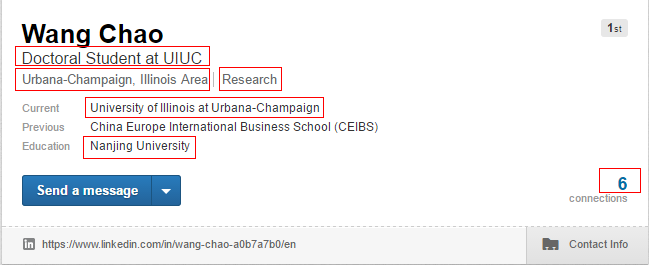 Wang Chao
1st
Doctoral Student at UIUC
Urbana-Champaign, Illinois Area | Research
Current University of Illinois at Urbana-Champaign
Previous China Europe International Business School (CEIBS)
Education Nanjing University
Send a message
6
connections
in https://www.linkedin.com/in/wang-chao-a0b7a7b0/en
Contact Info